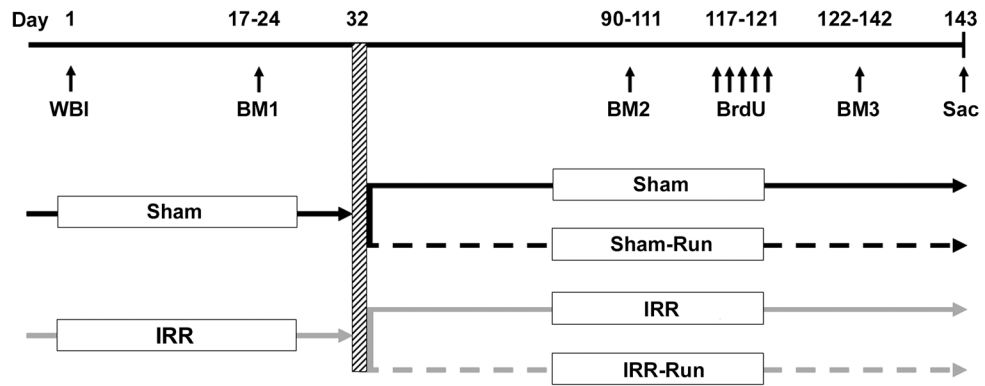 Day 1 17-24 32 90-111 117-121 122-142 143
WBI BM1 BM2 BrdU BM3 Sac
Sham
Sham
Sham-Run
IRR
IRR
IRR-Run